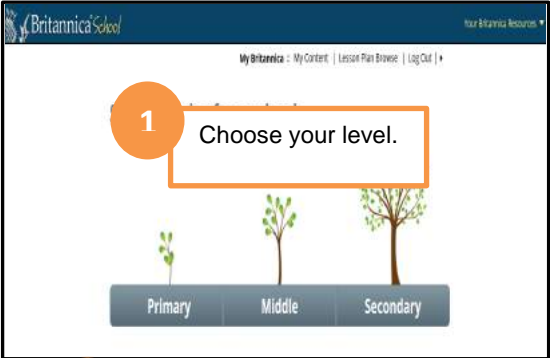 Britannica School
Your Britannica Resources
My Britannica :: My Content | Lesson Plan Browse | Log Out |
1
Choose your level.
Primary Middle Secondary